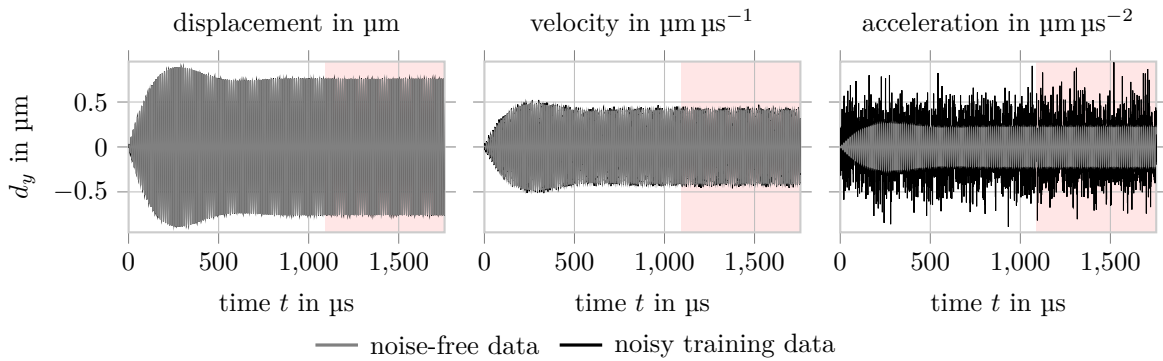 displacement in µm velocity in µm µs⁻¹ acceleration in µm µs⁻²
d_y in µm
0.5
0
−0.5
0 500 1,000 1,500 0 500 1,000 1,500 0 500 1,000 1,500
time t in µs time t in µs time t in µs
noise-free data noisy training data